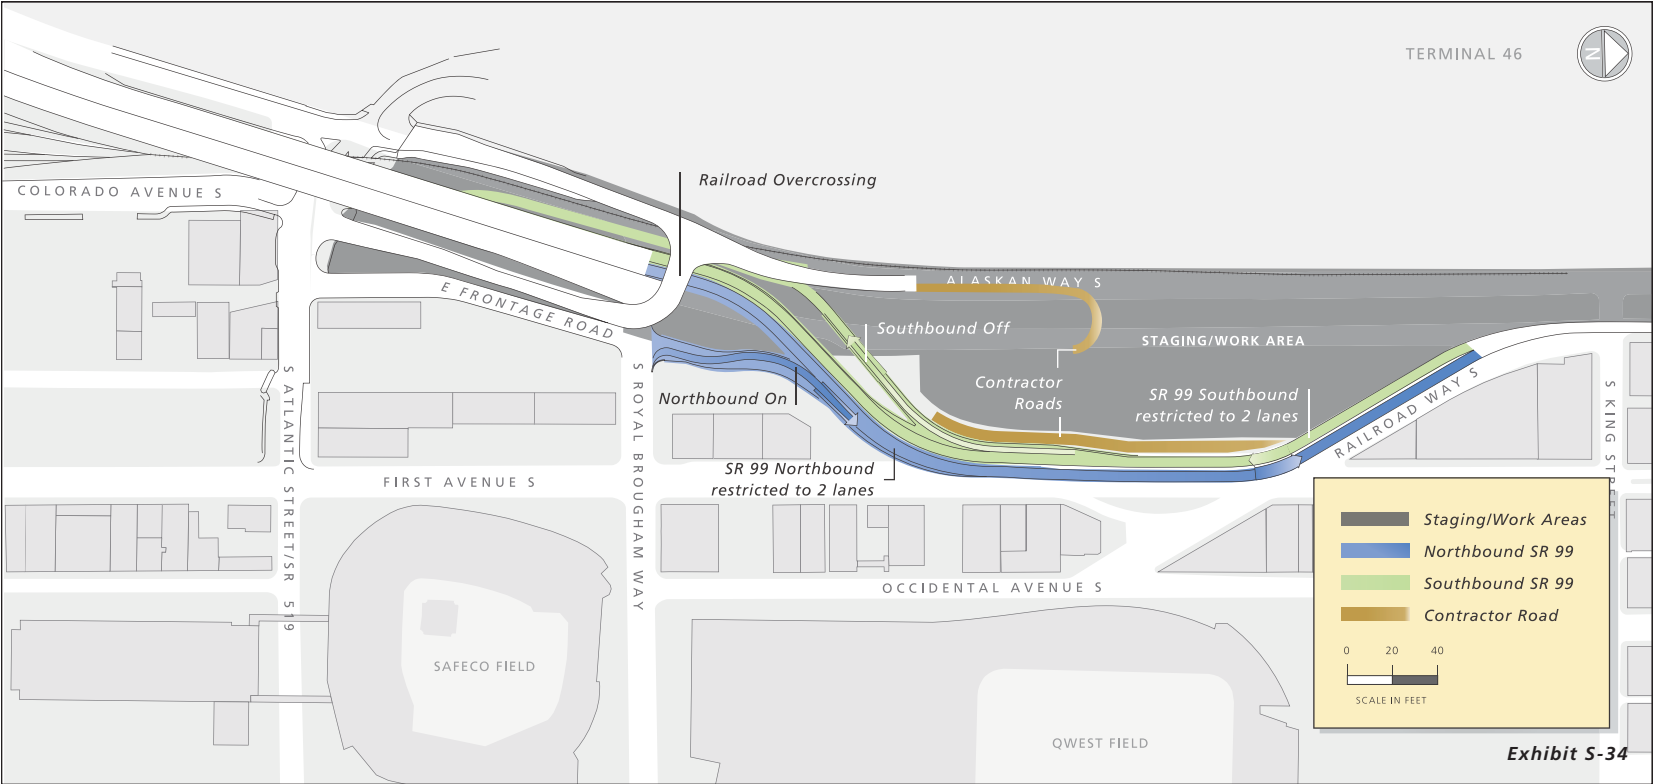 TERMINAL 46
N
Railroad Overcrossing
COLORADO AVENUE S
ALASKAN WAY S
E FRONTAGE ROAD
Southbound Off
STAGING/WORK AREA
Contractor
Roads
SR 99 Southbound
restricted to 2 lanes
Northbound On
RAILROAD WAY S
S KING STREET
S ATLANTIC STREET/SR 519
S ROYAL BROUGHAM WAY
SR 99 Northbound
restricted to 2 lanes
FIRST AVENUE S
OCCIDENTAL AVENUE S
SAFECO FIELD
QWEST FIELD
Staging/Work Areas
Northbound SR 99
Southbound SR 99
Contractor Road
0 20 40
SCALE IN FEET
Exhibit S-34